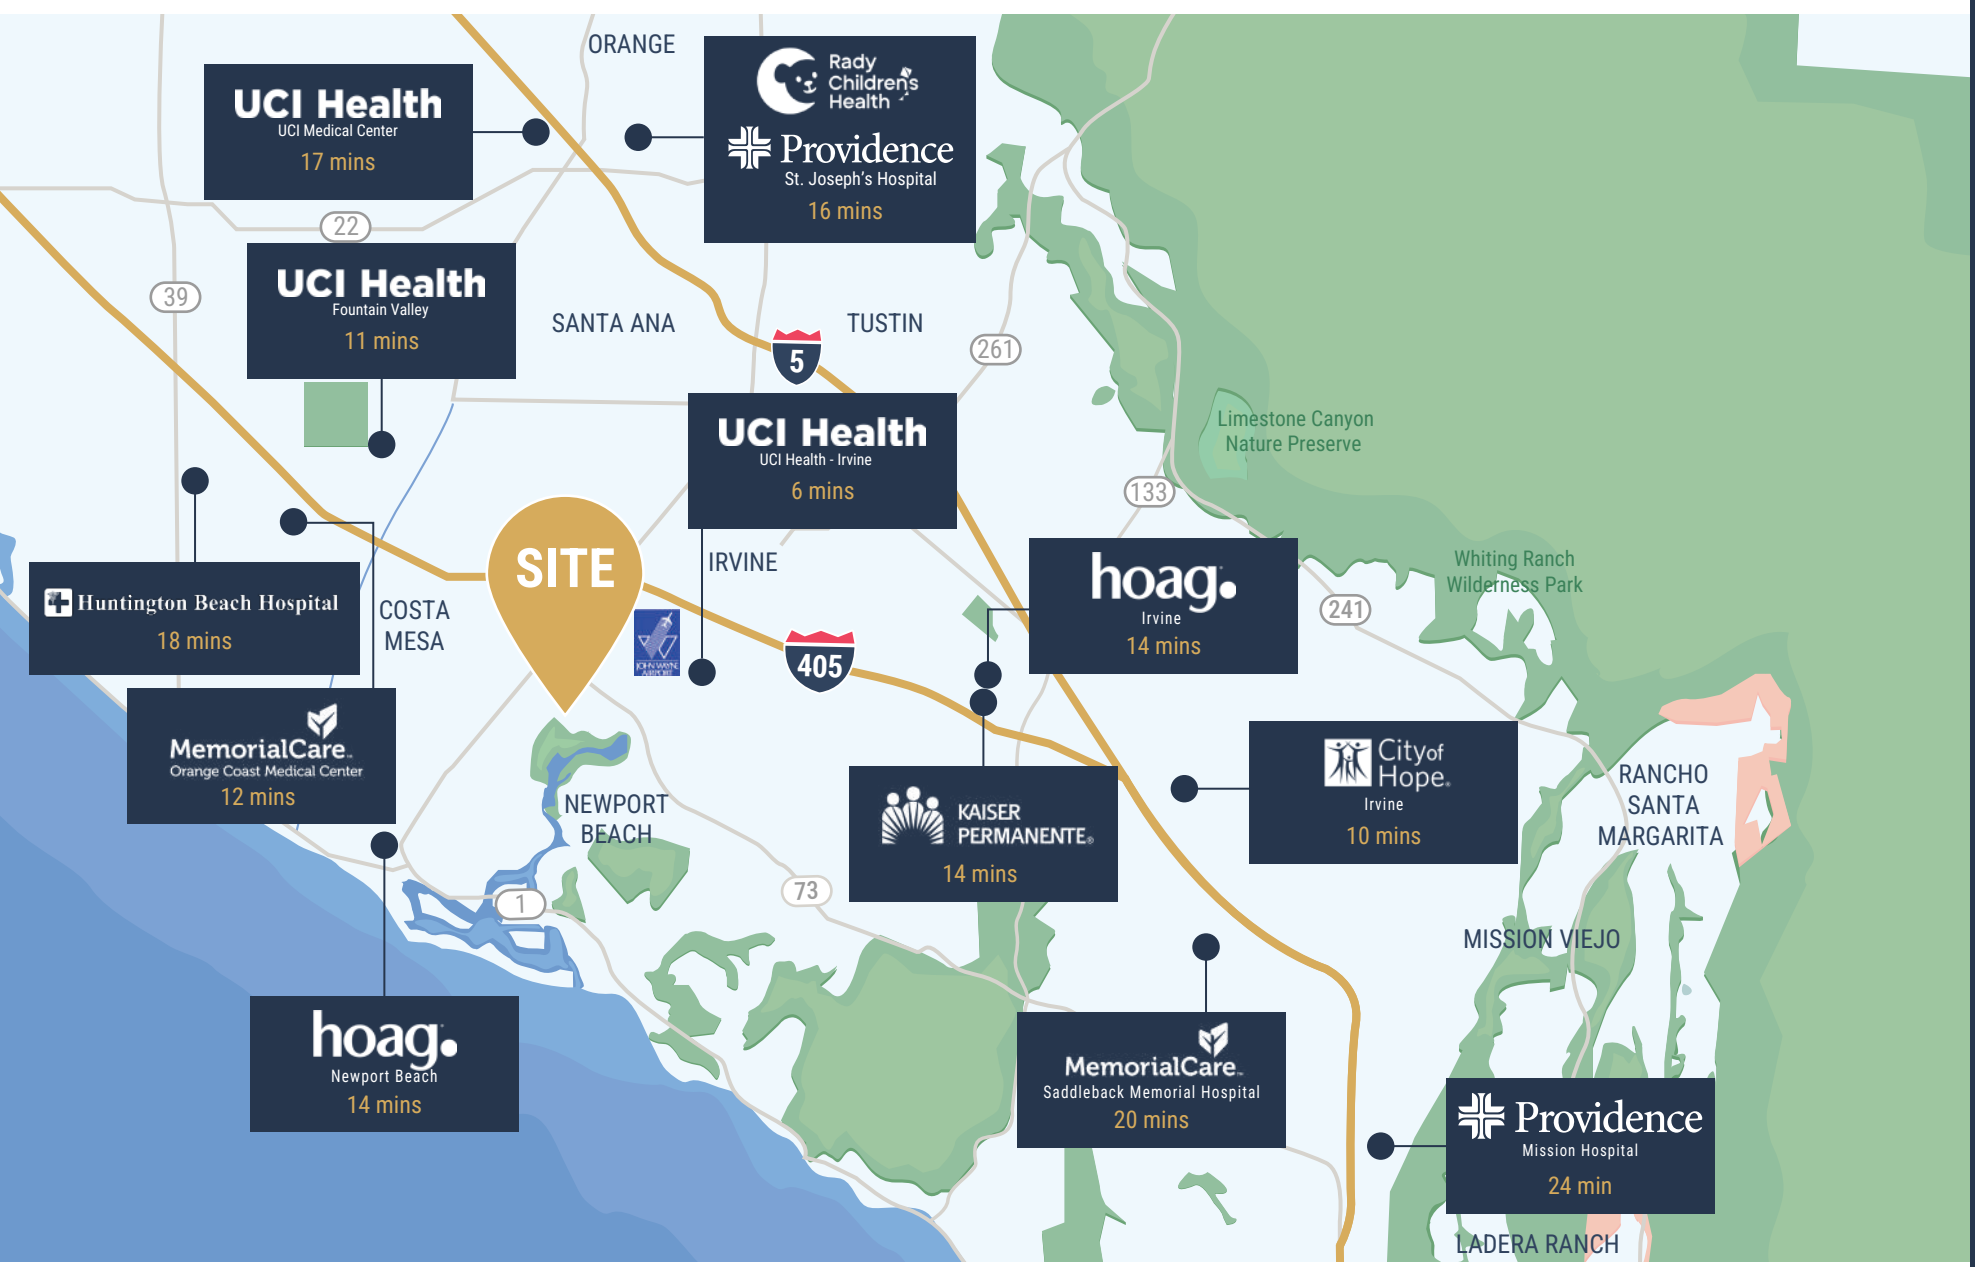 ORANGE
UCI Health
UCI Medical Center
17 mins
Rady
Children's
Health
Providence
St. Joseph's Hospital
16 mins
22
39
UCI Health
Fountain Valley
11 mins
SANTA ANA
5
TUSTIN
261
Limestone Canyon
Nature Preserve
UCI Health
UCI Health - Irvine
6 mins
133
SITE
IRVINE
hoag.
Irvine
14 mins
Whiting Ranch
Wilderness Park
241
Huntington Beach Hospital
18 mins
COSTA
MESA
JOHN WAYNE
AIRPORT
405
MemorialCare™
Orange Coast Medical Center
12 mins
City of
Hope®
Irvine
10 mins
RANCHO
SANTA
MARGARITA
NEWPORT
BEACH
KAISER
PERMANENTE®
14 mins
73
1
MISSION VIEJO
hoag.
Newport Beach
14 mins
MemorialCare™
Saddleback Memorial Hospital
20 mins
Providence
Mission Hospital
24 min
LADERA RANCH